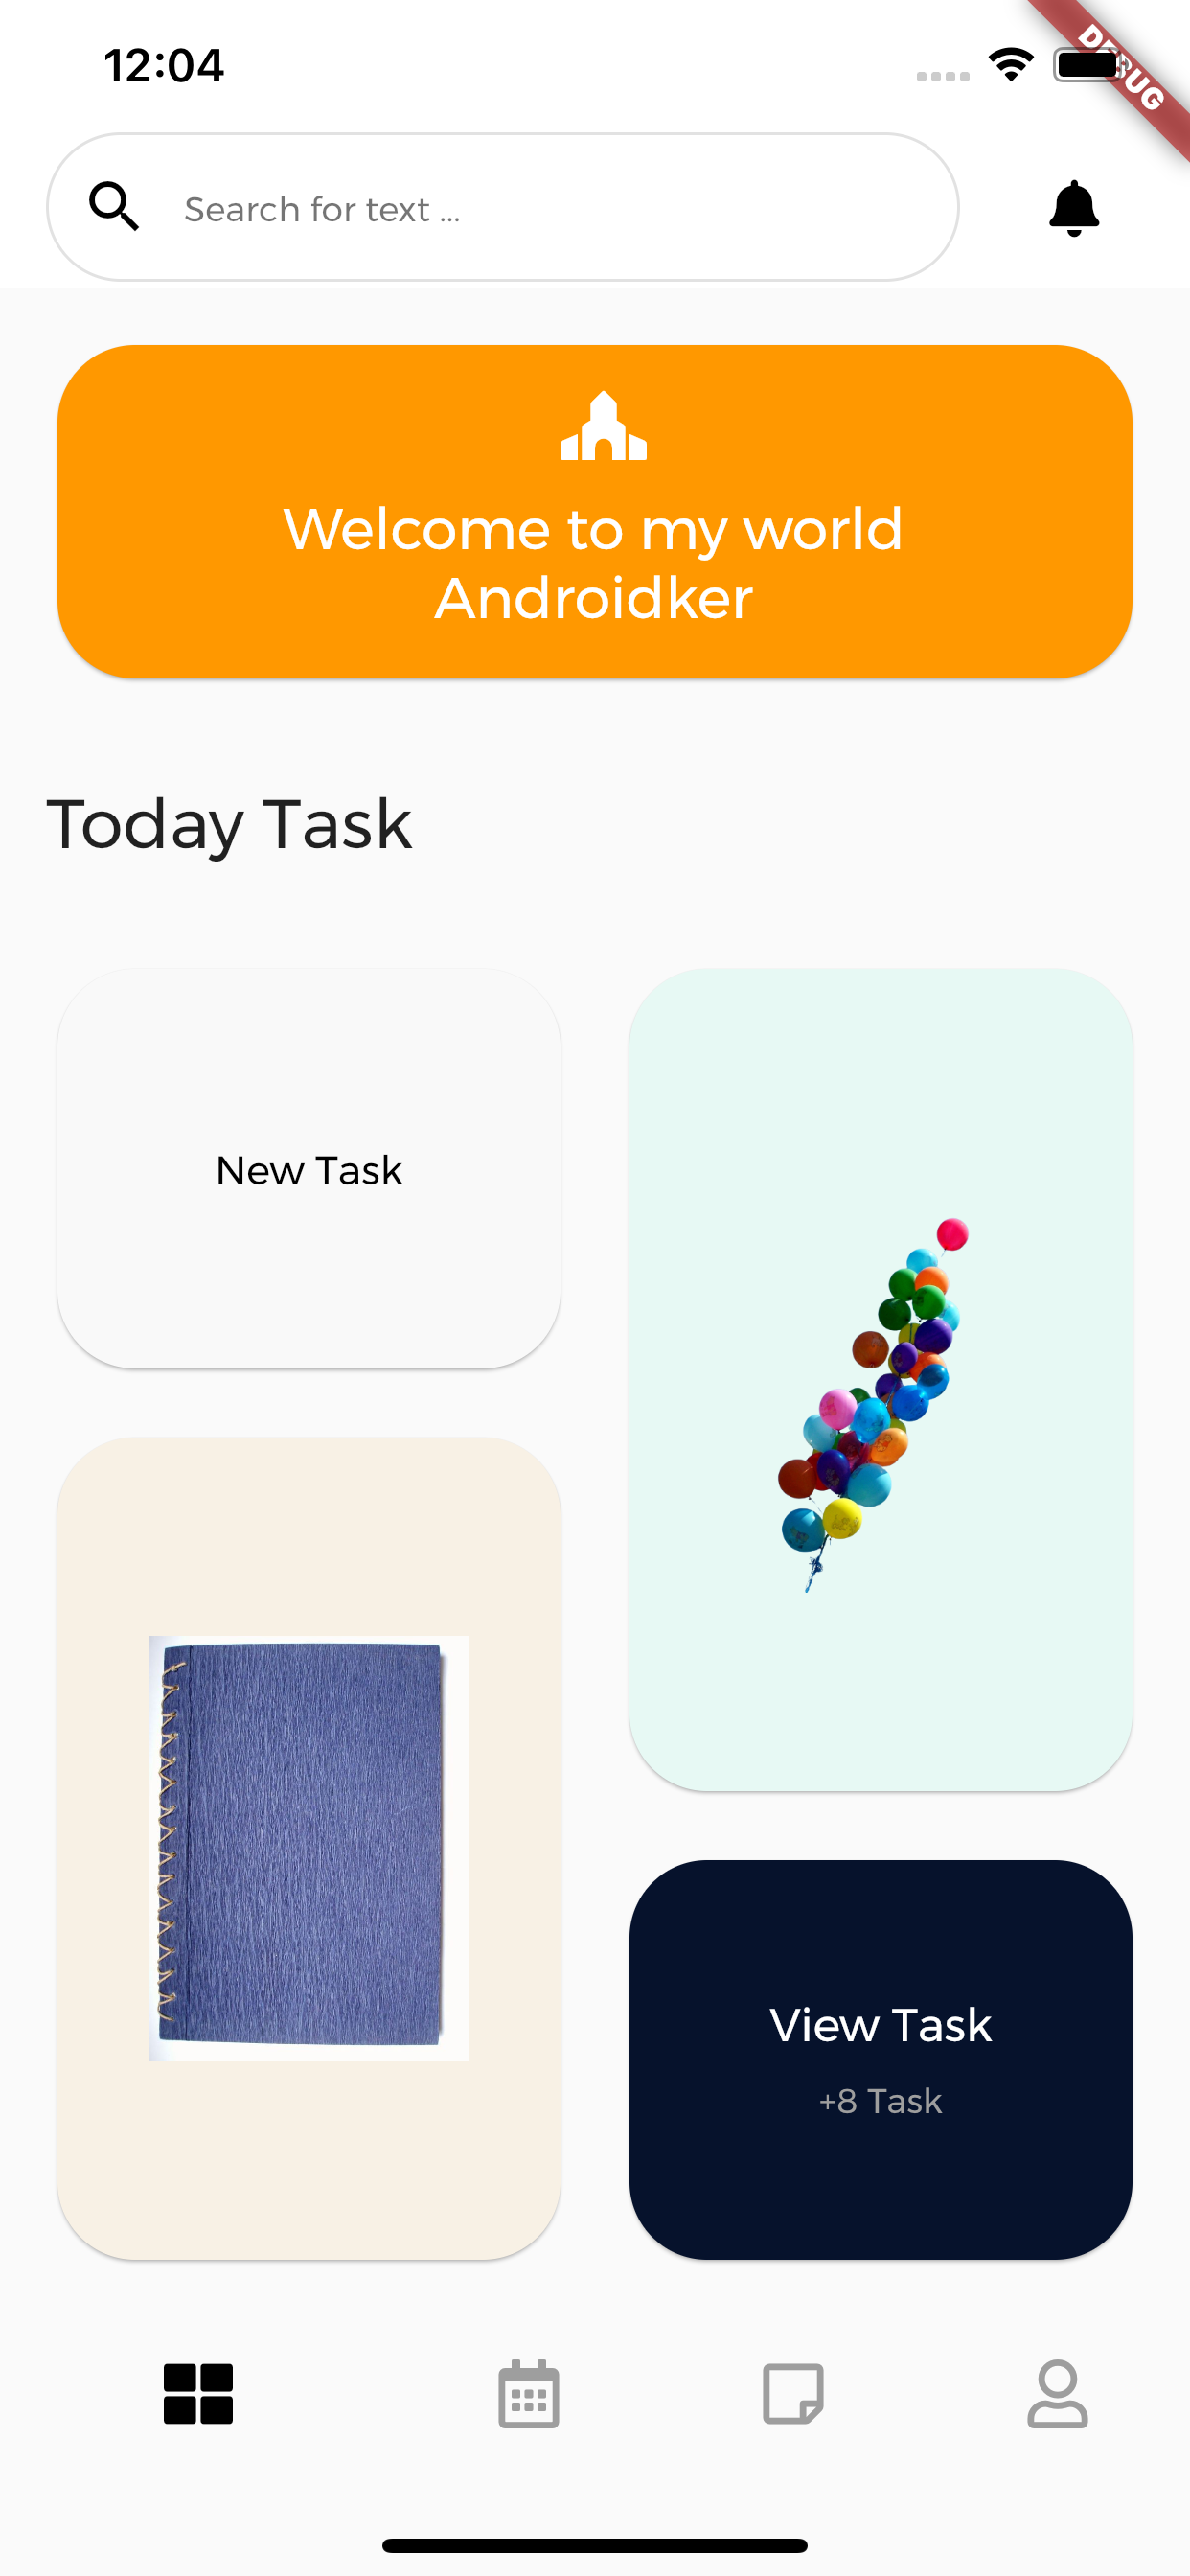 12:04
DEBUG
Search for text ...
Welcome to my world
Androidker
Today Task
New Task
View Task
+8 Task